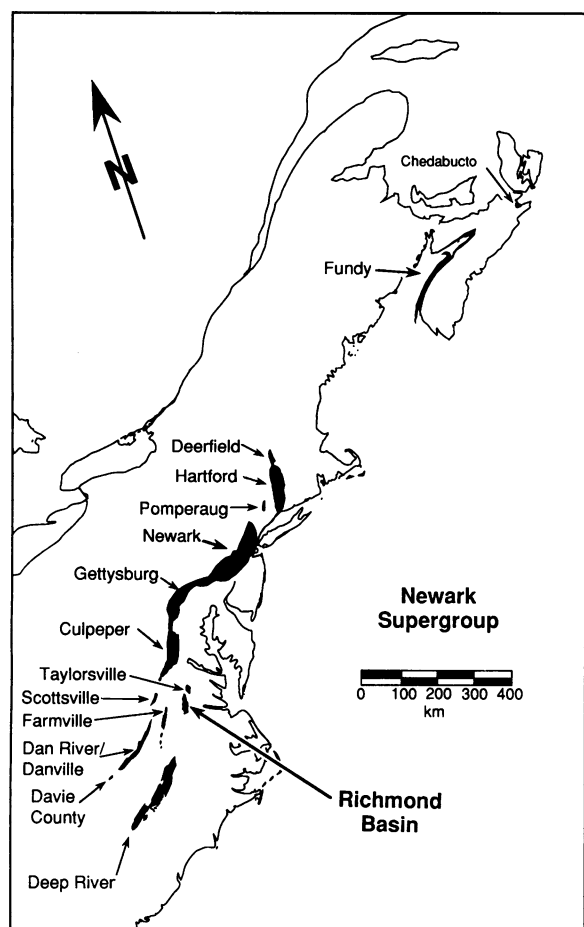 N
Chedabucto
Fundy
Deerfield
Hartford
Pomperaug
Newark
Gettysburg
Newark
Supergroup
Culpeper
0 100 200 300 400
km
Taylorsville
Scottsville
Farmville
Dan River/
Danville
Davie
County
Richmond
Basin
Deep River